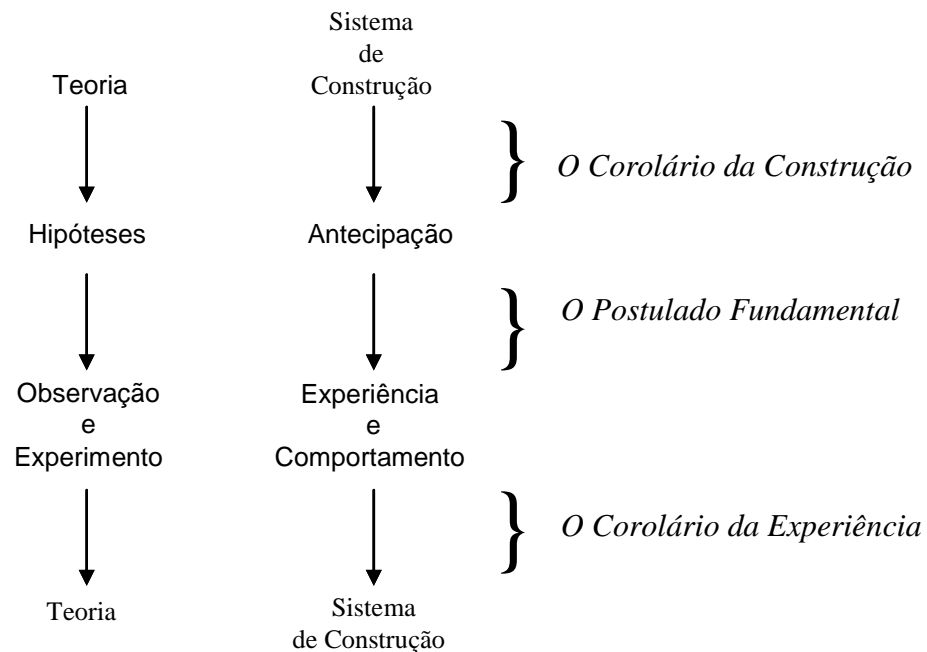 Sistema
de
Teoria
Construção
}
O Corolário da Construção
Hipóteses
Antecipação
}
O Postulado Fundamental
Observação
e
Experimento
Experiência
e
Comportamento
}
O Corolário da Experiência
Teoria
Sistema
de Construção